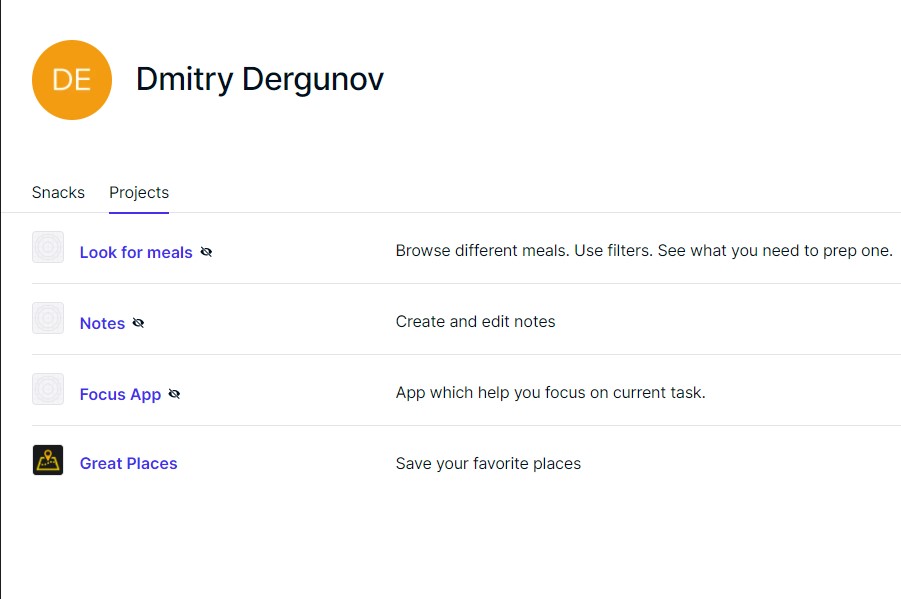 DE
Dmitry Dergunov
Snacks Projects
Look for meals Browse different meals. Use filters. See what you need to prep one.
Notes Create and edit notes
Focus App App which help you focus on current task.
Great Places Save your favorite places